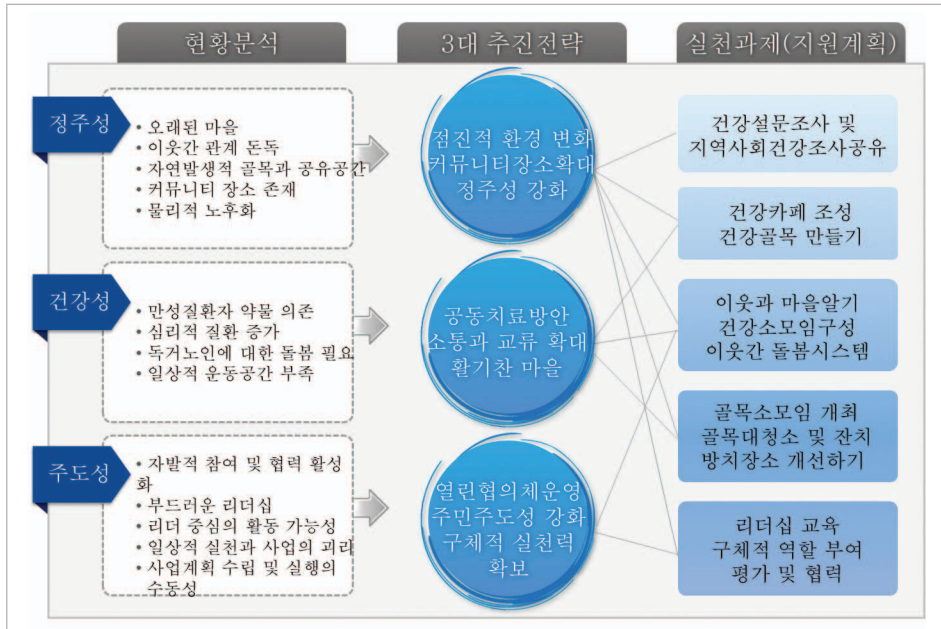 현황분석
3대 추진전략
실천과제(지원계획)
정주성
• 오래된 마을
• 이웃간 관계 돈독
• 자연발생적 골목과 공유공간
• 커뮤니티 장소 존재
• 물리적 노후화
점진적 환경 변화
커뮤니티장소확대
정주성 강화
건강설문조사 및
지역사회건강조사공유
건강카페 조성
건강골목 만들기
건강성
• 만성질환자 약물 의존
• 심리적 질환 증가
• 독거노인에 대한 돌봄 필요
• 일상적 운동공간 부족
공동치료방안
소통과 교류 확대
활기찬 마을
이웃과 마을알기
건강소모임구성
이웃간 돌봄시스템
골목소모임 개최
골목대청소 및 잔치
방치장소 개선하기
주도성
• 자발적 참여 및 협력 활성
화
• 부드러운 리더십
• 리더 중심의 활동 가능성
• 일상적 실천과 사업의 괴리
• 사업계획 수립 및 실행의
수동성
열린협의체운영
주민주도성 강화
구체적 실천력
확보
리더십 교육
구체적 역할 부여
평가 및 협력